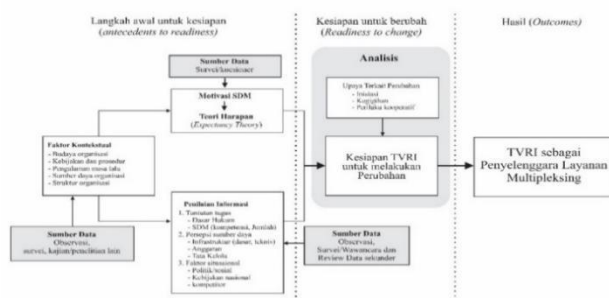 Langkah awal untuk kesiapan
(antecedents to readiness)
Kesiapan untuk berubah
(Readiness to change)
Hasil (Outcomes)
Sumber Data
Motivasi SDM
Teori Harapan
(Expectancy Theory)
Faktor Kontekstual
- Budaya organisasi
- Kebijakan dan prosedur
- Pengalaman masa lalu
- Sumber daya organisasi
- Struktur organisasi
Sumber Data
Observasi,
survei, kajian/penelitian lain
Penilaian Informasi
1. Tuntutan tugas
- Dasar Hukum
- SDM (kompetensi, Jumlah)
2. Persepsi sumber daya
- Infrastruktur (dasar, teknis)
- Anggaran
- Tata Kelola
3. Faktor situasional
- Politik/sosial
- Kebijakan nasional
- kompetitor
Analisis
Upaya Terkait Perubahan
- Inisiasi
- Kegigihan
- Perilaku kooperatif
Kesiapan TVRI
untuk melakukan
Perubahan
Sumber Data
Observasi,
Survei/Wawancara dan
Review Data sekunder
TVRI sebagai
Penyelenggara Layanan
Multipleksing